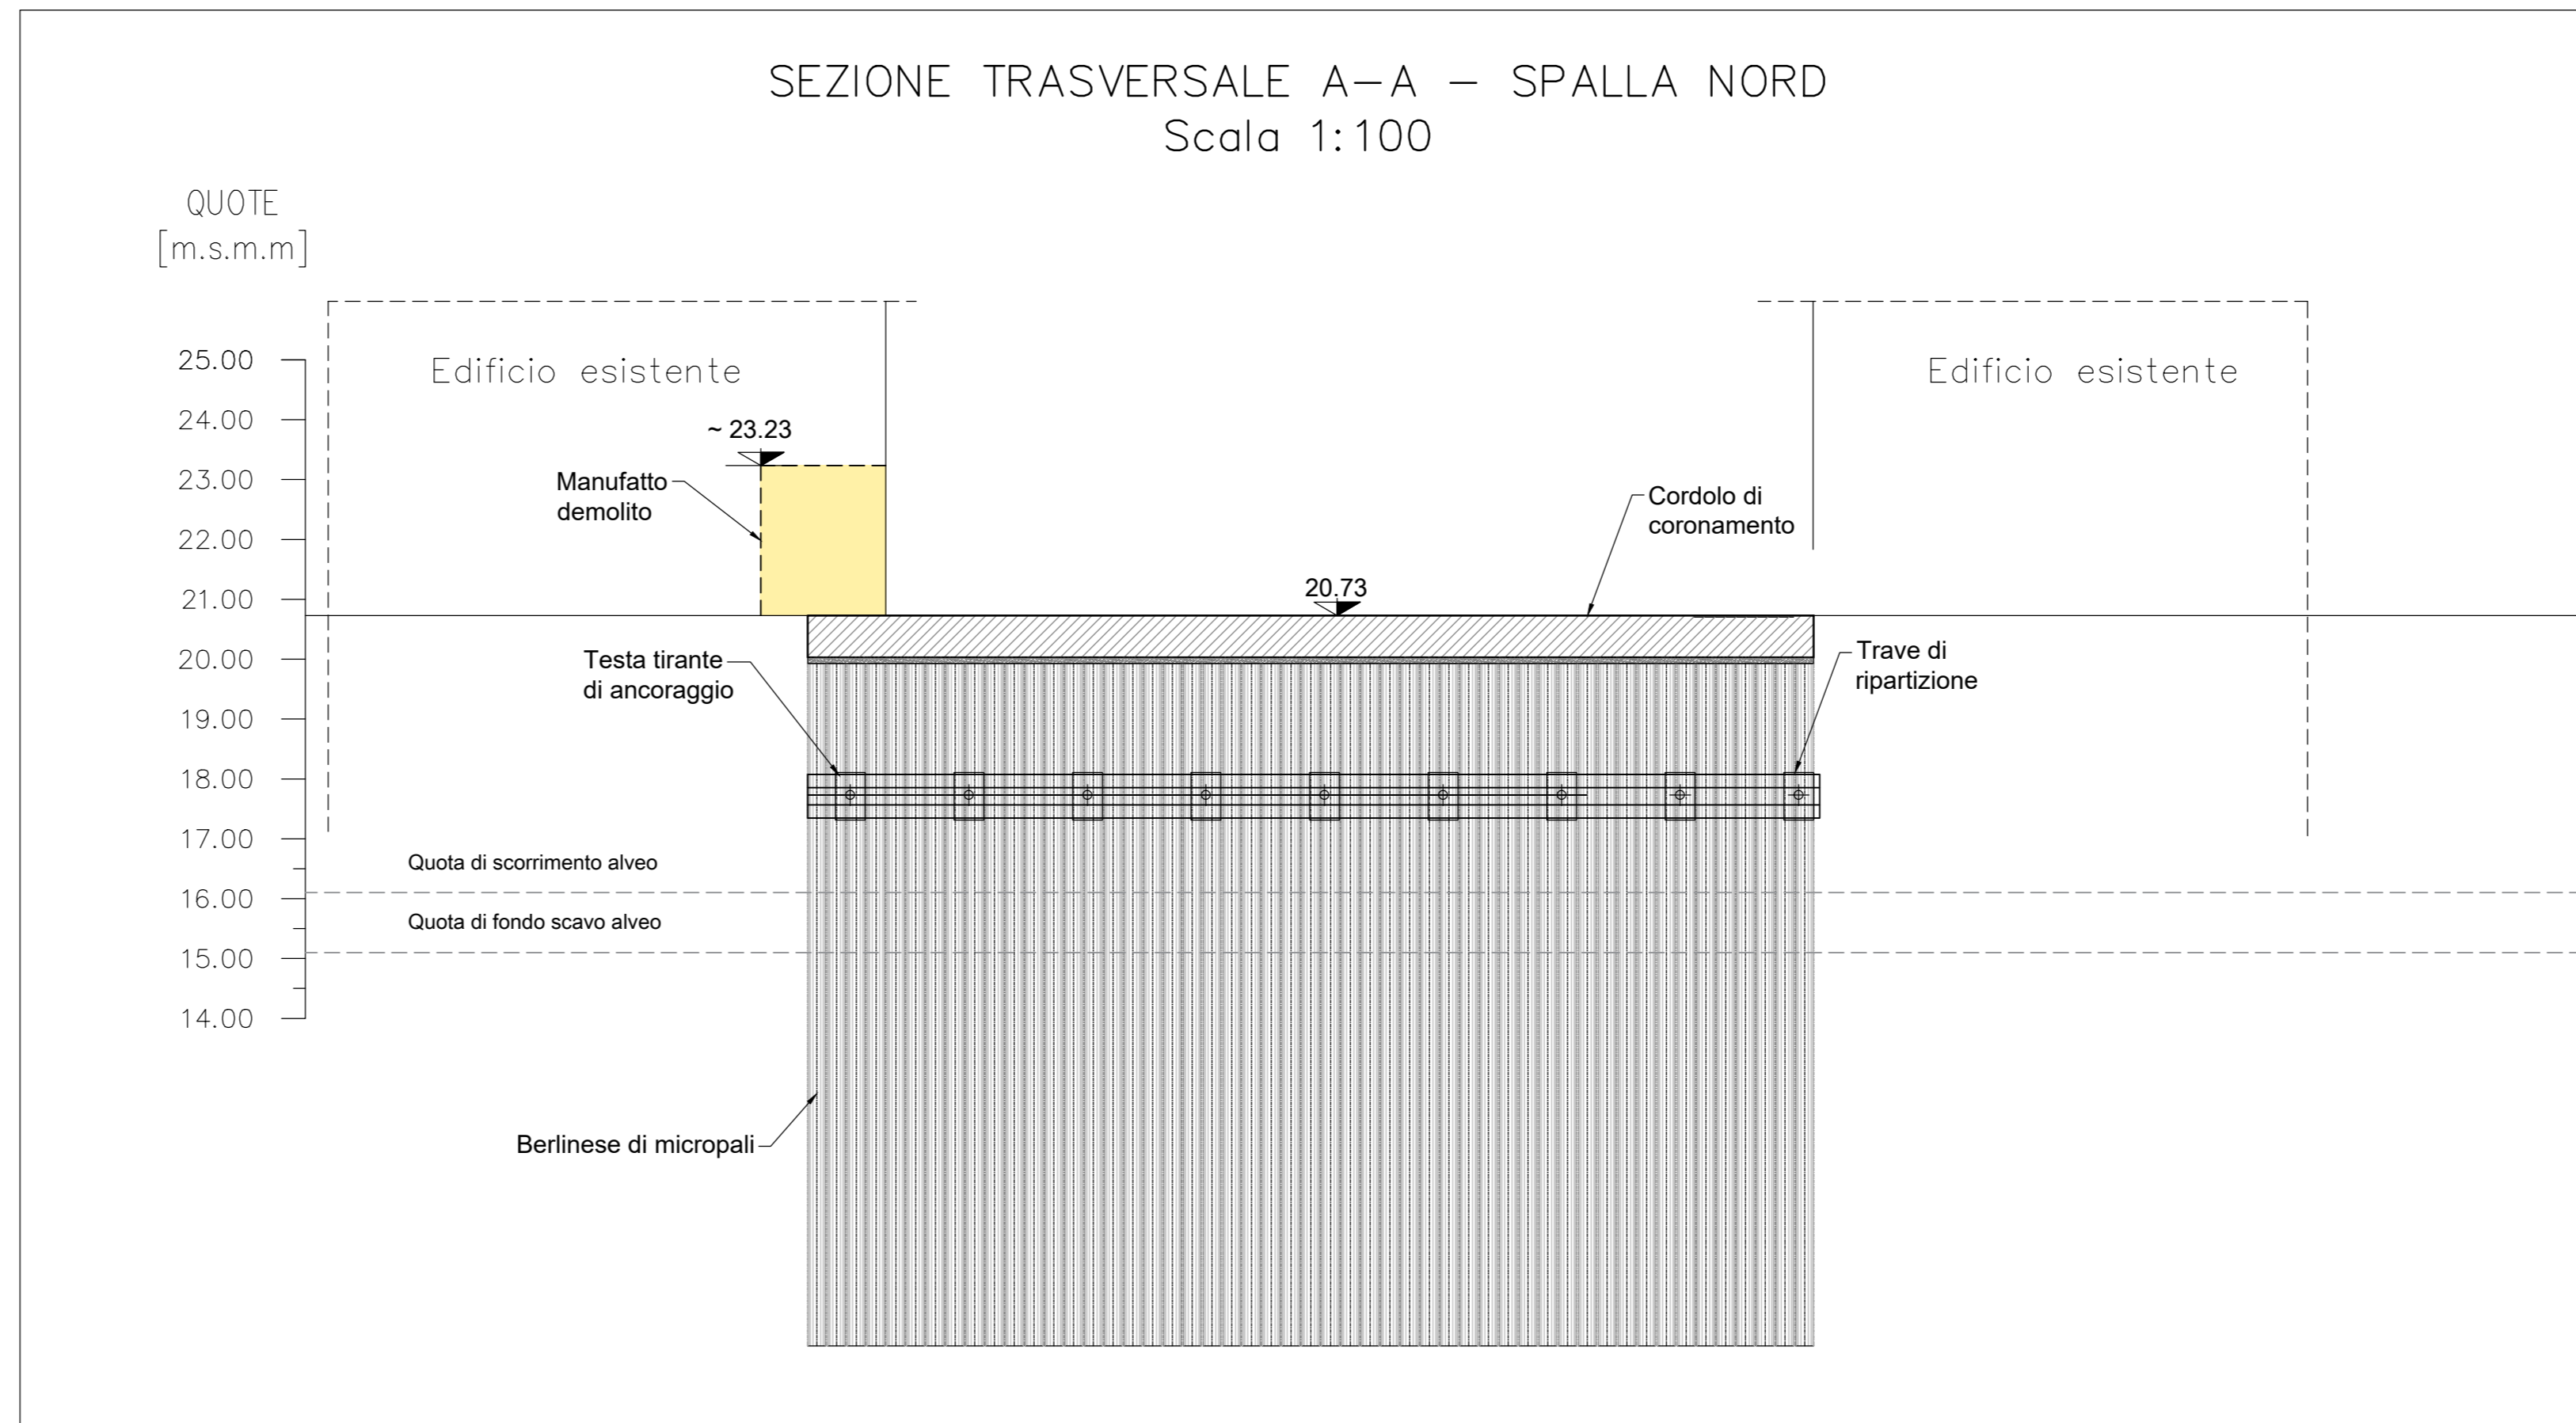 SEZIONE TRASVERSALE A-A - SPALLA NORD
Scala 1:100
QUOTE
[m.s.m.m]
25.00
24.00
23.00
22.00
21.00
20.00
19.00
18.00
17.00
16.00
15.00
14.00
Edificio esistente
Edificio esistente
~ 23.23
Manufatto
demolito
Cordolo di
coronamento
20.73
Testa tirante
di ancoraggio
Trave di
ripartizione
Quota di scorrimento alveo
Quota di fondo scavo alveo
Berlinese di micropali